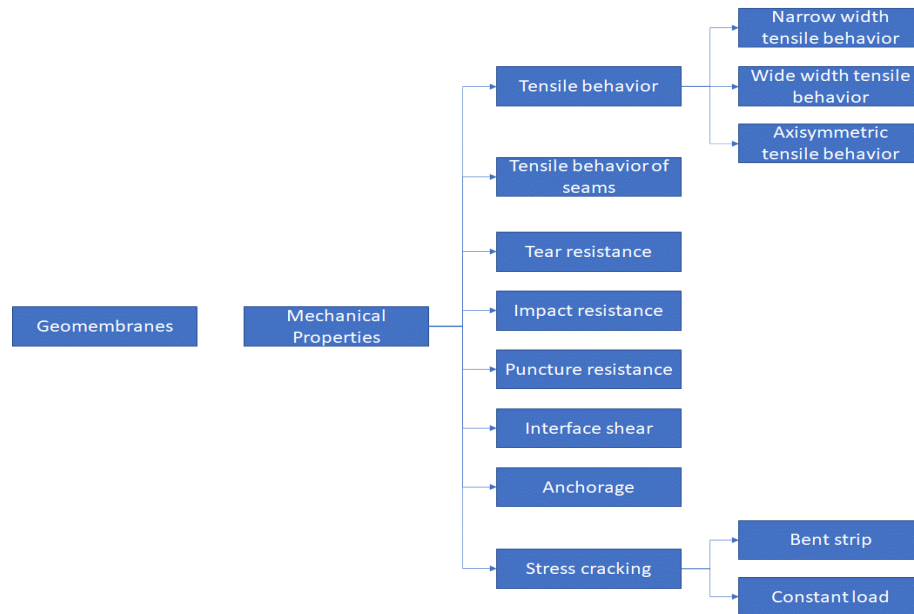 Geomembranes
Mechanical
Properties
Tensile behavior
Narrow width
tensile behavior
Wide width tensile
behavior
Axisymmetric
tensile behavior
Tensile behavior of
seams
Tear resistance
Impact resistance
Puncture resistance
Interface shear
Anchorage
Stress cracking
Bent strip
Constant load